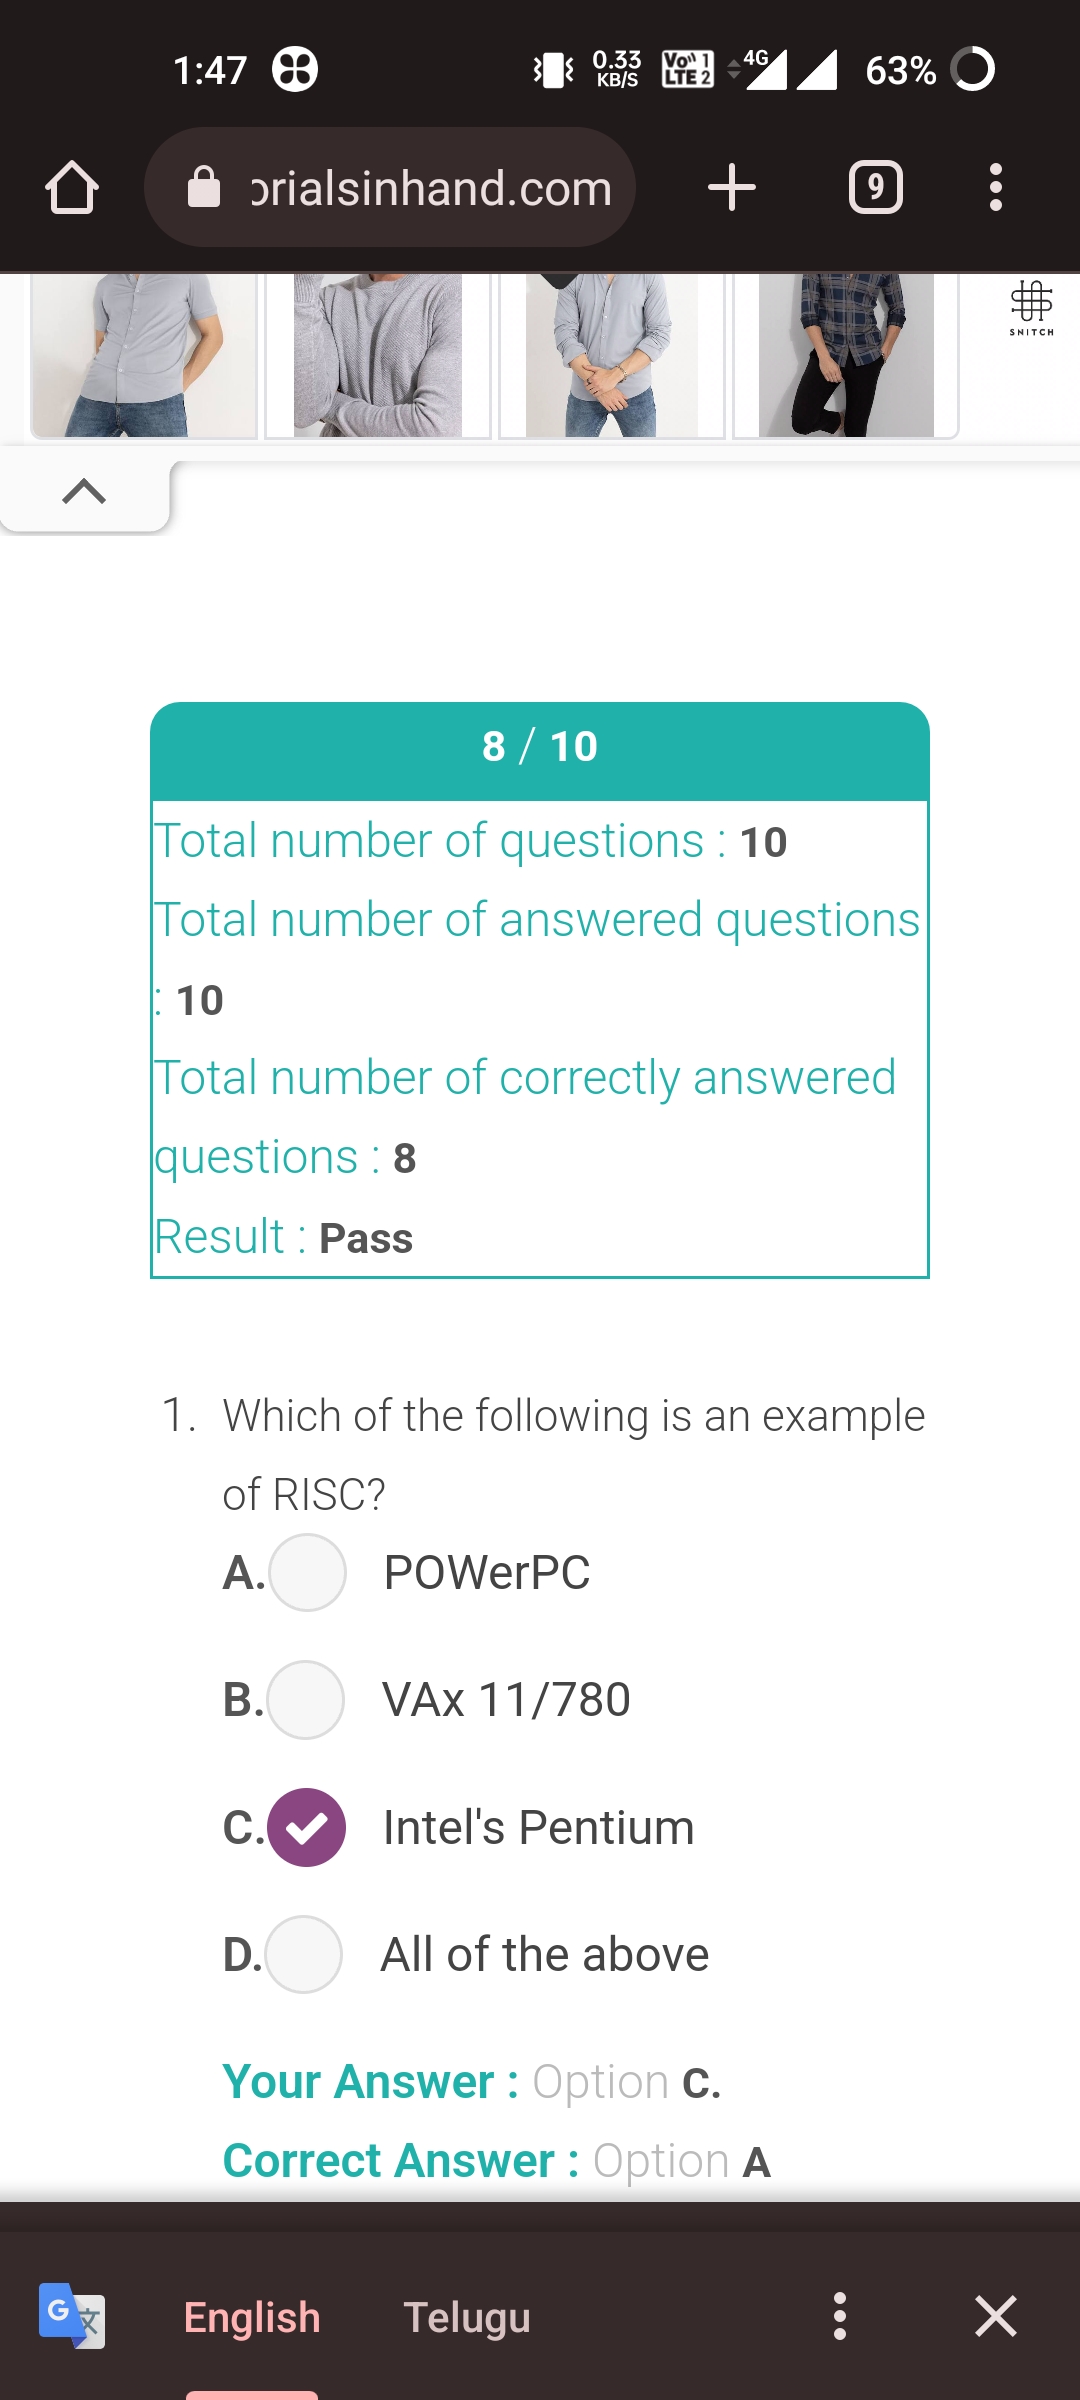 1:47
0.33 KB/S Vo 1 LTE 2 4G 63%
orialsinhand.com
9
SNITCH
8 / 10
Total number of questions : 10
Total number of answered questions
: 10
Total number of correctly answered
questions : 8
Result : Pass
1. Which of the following is an example
of RISC?
A. POWerPC
B. VAx 11/780
C. Intel's Pentium
D. All of the above
Your Answer : Option C.
Correct Answer : Option A
G 文
English Telugu